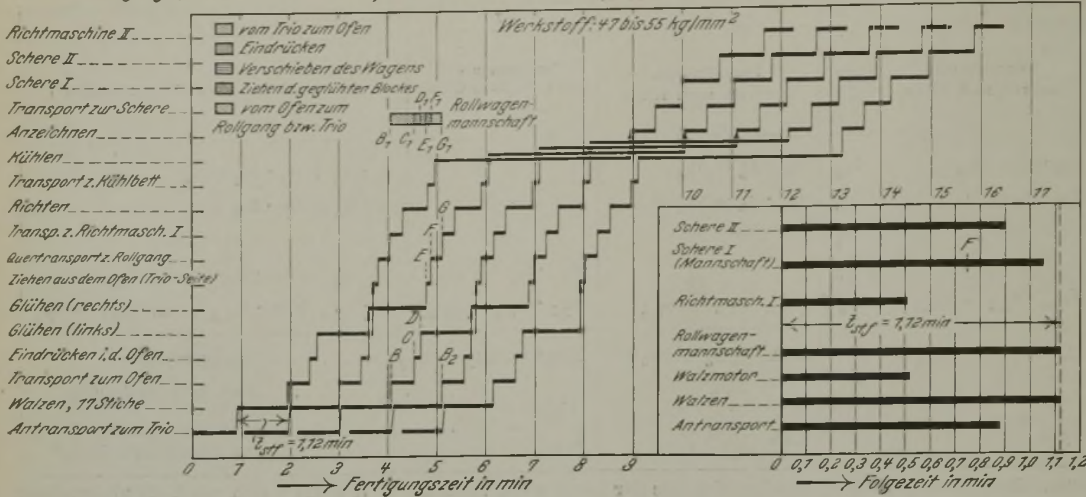 Richtmaschine II
Schere II
Schere I
Transport zur Schere
Anzeichnen
Kühlen
Transport z. Kühlbett
Richten
Transp. z. Richtmasch. I
Quertransport z. Rollgang
Ziehen aus dem Ofen (Trio-Seite)
Glühen (rechts)
Glühen (links)
Eindrücken i. d. Ofen
Transport zum Ofen
Walzen, 11 Stiche
Antransport zum Trio
vom Trio zum Ofen
Eindrücken
Verschieben des Wagens
Ziehen d. geglühten Blockes
vom Ofen zum
Rollgang bzw. Trio
Werkstoff: 47 bis 55 kg/mm²
D₁ F₁
Rollwagen-
mannschaft
B₁ C₁ E₁ G₁
G
F
E
D
C
B B₂
τstf = 1,12 min
0 1 2 3 4 5 6 7 8 9
Fertigungszeit in min
10 11 12 13 14 15 16 17
Schere II
Schere I
(Mannschaft)
F
Richtmasch. I
τstf = 1,12 min
Rollwagen-
mannschaft
Walzmotor
Walzen
Antransport
0 0,1 0,2 0,3 0,4 0,5 0,6 0,7 0,8 0,9 1,0 1,1 1,2
Folgezeit in min